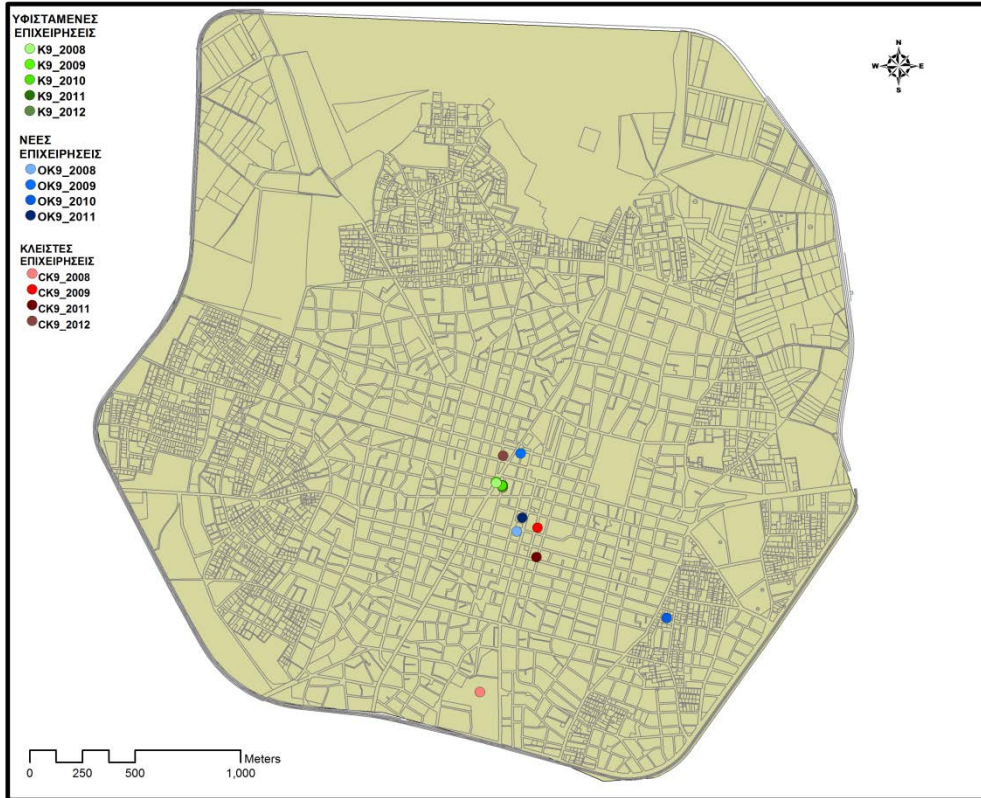 ΥΦΙΣΤΑΜΕΝΕΣ
ΕΠΙΧΕΙΡΗΣΕΙΣ
K9_2008
K9_2009
K9_2010
K9_2011
K9_2012
ΝΕΕΣ
ΕΠΙΧΕΙΡΗΣΕΙΣ
OK9_2008
OK9_2009
OK9_2010
OK9_2011
ΚΛΕΙΣΤΕΣ
ΕΠΙΧΕΙΡΗΣΕΙΣ
CK9_2008
CK9_2009
CK9_2011
CK9_2012
N
W E
S
Meters
0 250 500 1,000